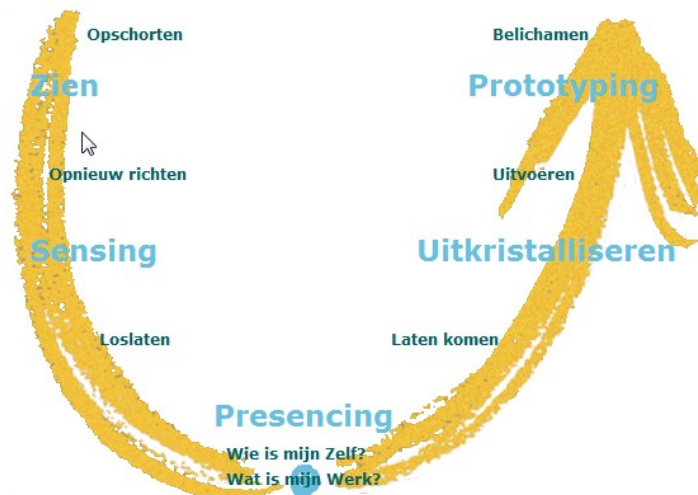 Opschorten
Zien
Opnieuw richten
Sensing
Loslaten
Presencing
Wie is mijn Zelf?
Wat is mijn Werk?
Laten komen
Uitkristalliseren
Uitvoeren
Prototyping
Belichamen